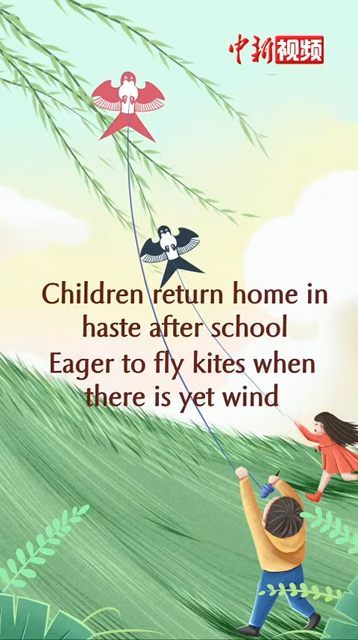 中新视频
Children return home in
haste after school
Eager to fly kites when
there is yet wind